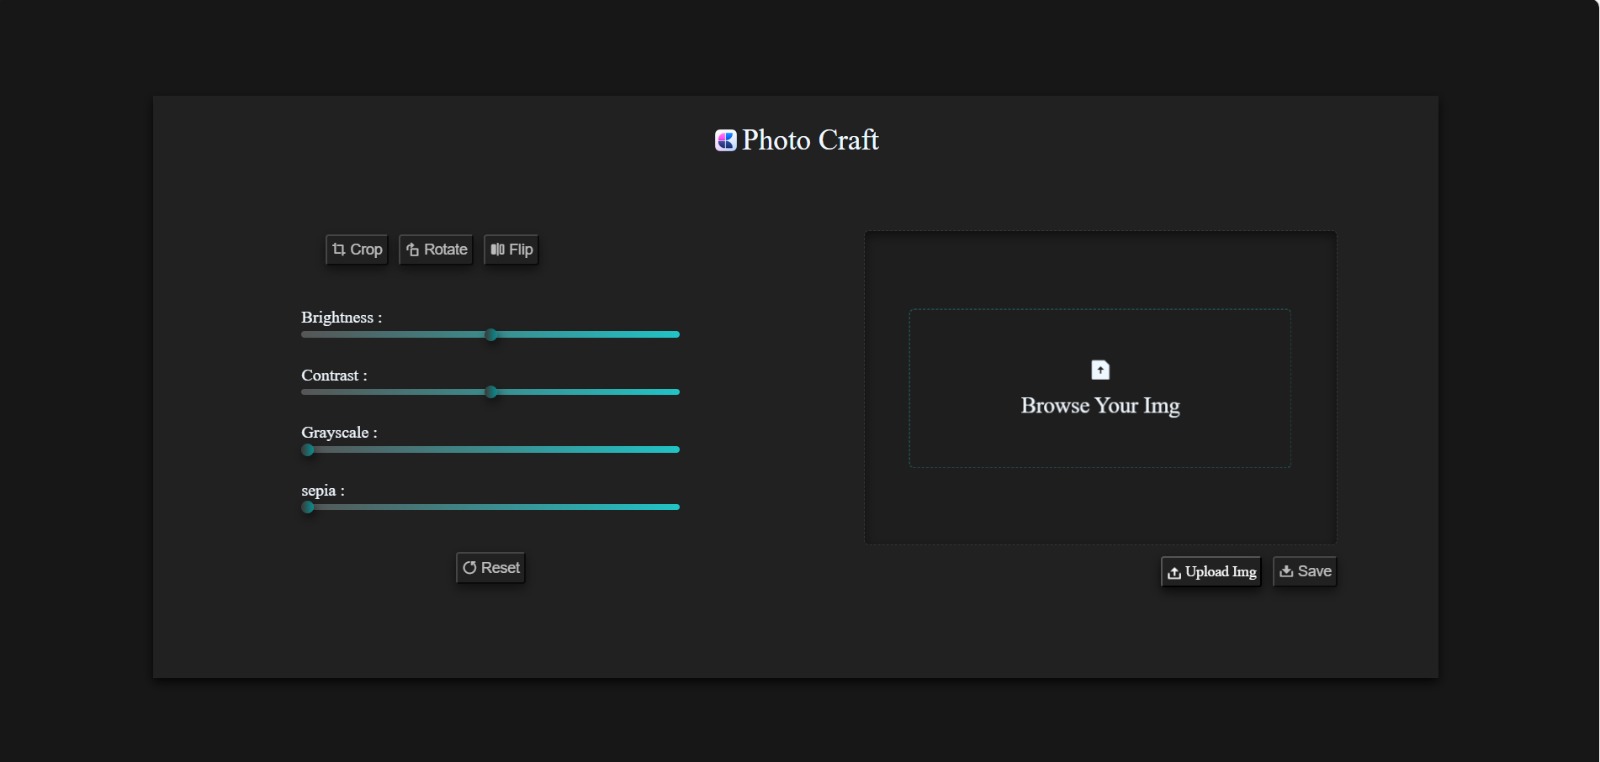 Photo Craft
Crop
Rotate
Flip
Brightness :
Contrast :
Grayscale :
sepia :
Reset
Browse Your Img
Upload Img
Save